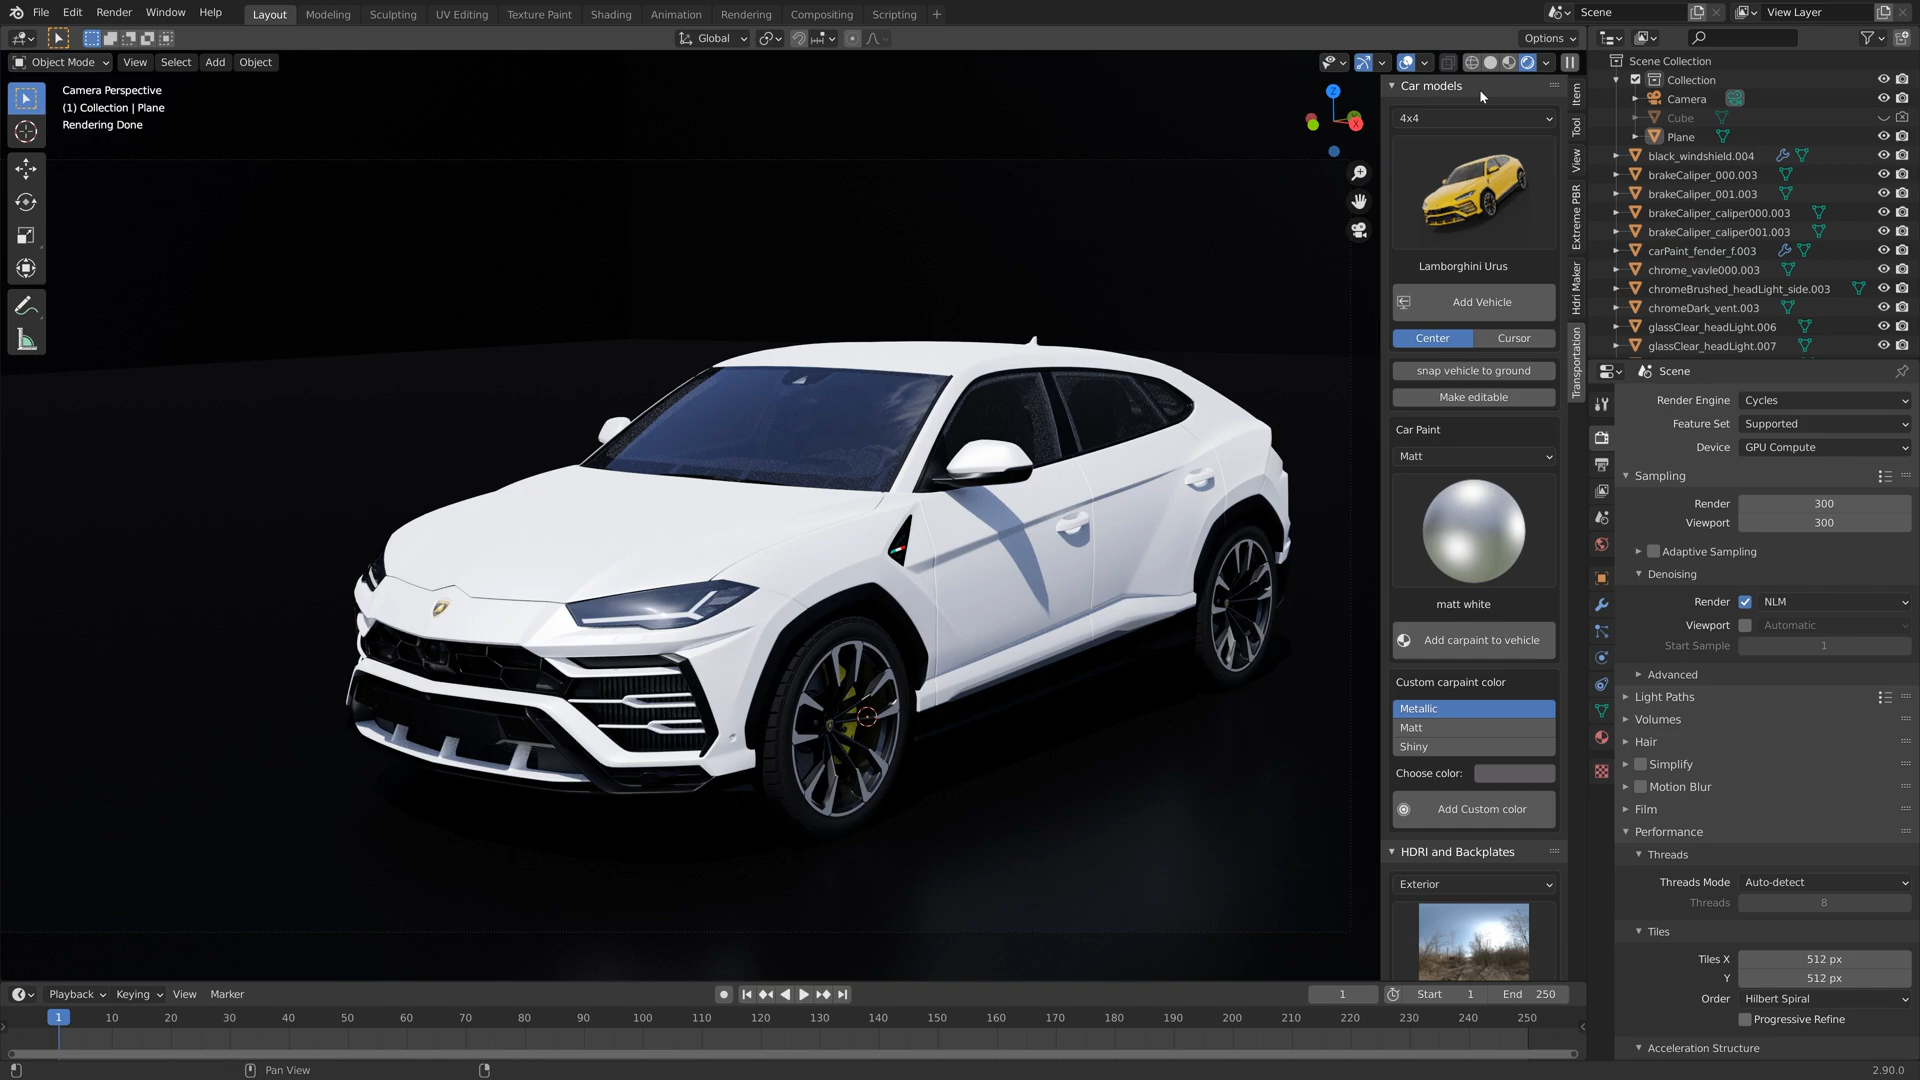 File Edit Render Window Help
Layout Modeling Sculpting UV Editing Texture Paint Shading Animation Rendering Compositing Scripting +
Scene
View Layer
Global
Options
Object Mode View Select Add Object
Camera Perspective
(1) Collection | Plane
Rendering Done
Z
X
Car models
4x4
Lamborghini Urus
Add Vehicle
Center Cursor
snap vehicle to ground
Make editable
Car Paint
Matt
matt white
Add carpaint to vehicle
Custom carpaint color
Metallic
Matt
Shiny
Choose color:
Add Custom color
HDRI and Backplates
Exterior
Item
Tool
View
Extreme PBR
Hdri Maker
Transportation
Scene Collection
Collection
Camera
Cube
Plane
black_windshield.004
brakeCaliper_000.003
brakeCaliper_001.003
brakeCaliper_caliper000.003
brakeCaliper_caliper001.003
carPaint_fender_f.003
chrome_vavle000.003
chromeBrushed_headLight_side.003
chromeDark_vent.003
glassClear_headLight.006
glassClear_headLight.007
Scene
Render Engine Cycles
Feature Set Supported
Device GPU Compute
Sampling
Render 300
Viewport 300
Adaptive Sampling
Denoising
Render NLM
Viewport Automatic
Start Sample 1
Advanced
Light Paths
Volumes
Hair
Simplify
Motion Blur
Film
Performance
Threads
Threads Mode Auto-detect
Threads 8
Tiles
Tiles X 512 px
Y 512 px
Order Hilbert Spiral
Progressive Refine
Acceleration Structure
Playback Keying View Marker
1 Start 1 End 250
1 10 20 30 40 50 60 70 80 90 100 110 120 130 140 150 160 170 180 190 200 210 220 230 240 250
Pan View
2.90.0